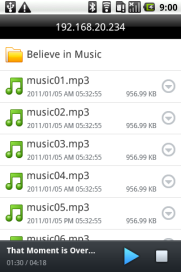 9:00
192.168.20.234
Believe in Music
music01.mp3
2011/01/05 AM 05:32:55 956.99 KB
music02.mp3
2011/01/05 AM 05:32:55 956.99 KB
music03.mp3
2011/01/05 AM 05:32:55 956.99 KB
music04.mp3
2011/01/05 AM 05:32:55 956.99 KB
music05.mp3
2011/01/05 PM 05:32:55 956.99 KB
music06.mp3
That Moment is Over...
01:30 / 04:18